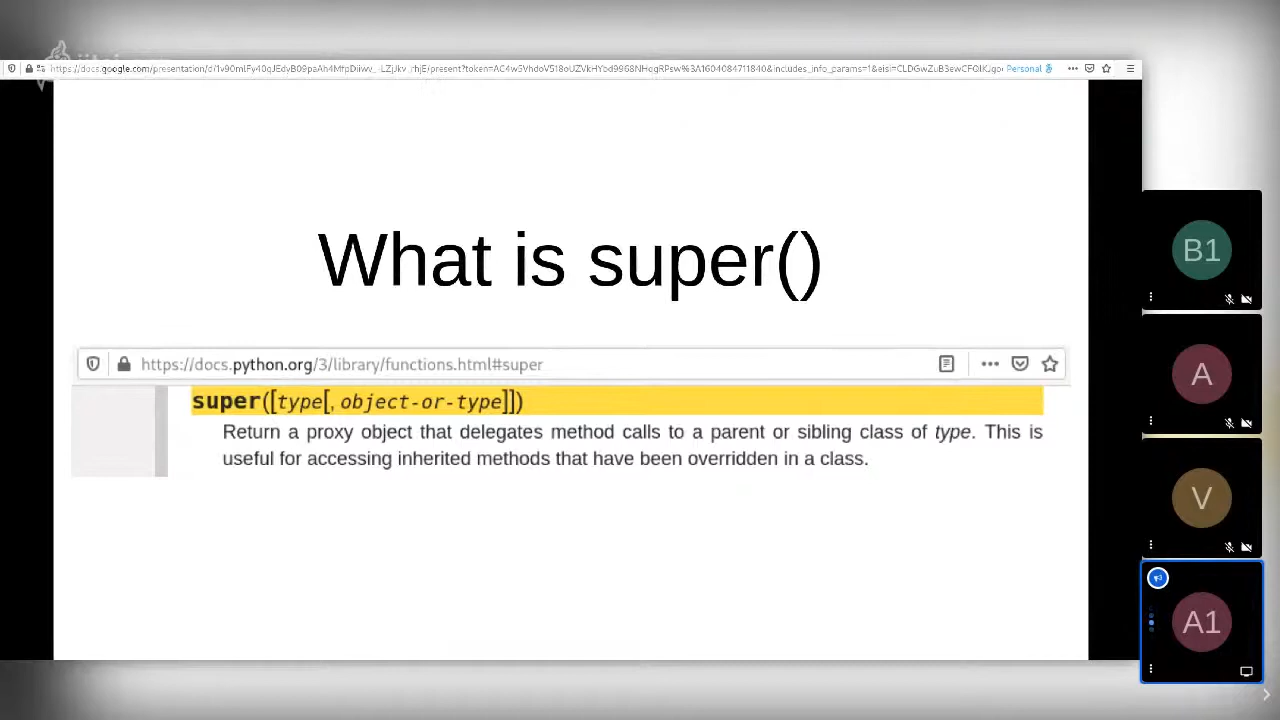 What is super()
https://docs.python.org/3/library/functions.html#super
super([type[, object-or-type]])
Return a proxy object that delegates method calls to a parent or sibling class of type. This is
useful for accessing inherited methods that have been overridden in a class.
Personal
B1
A
V
A1